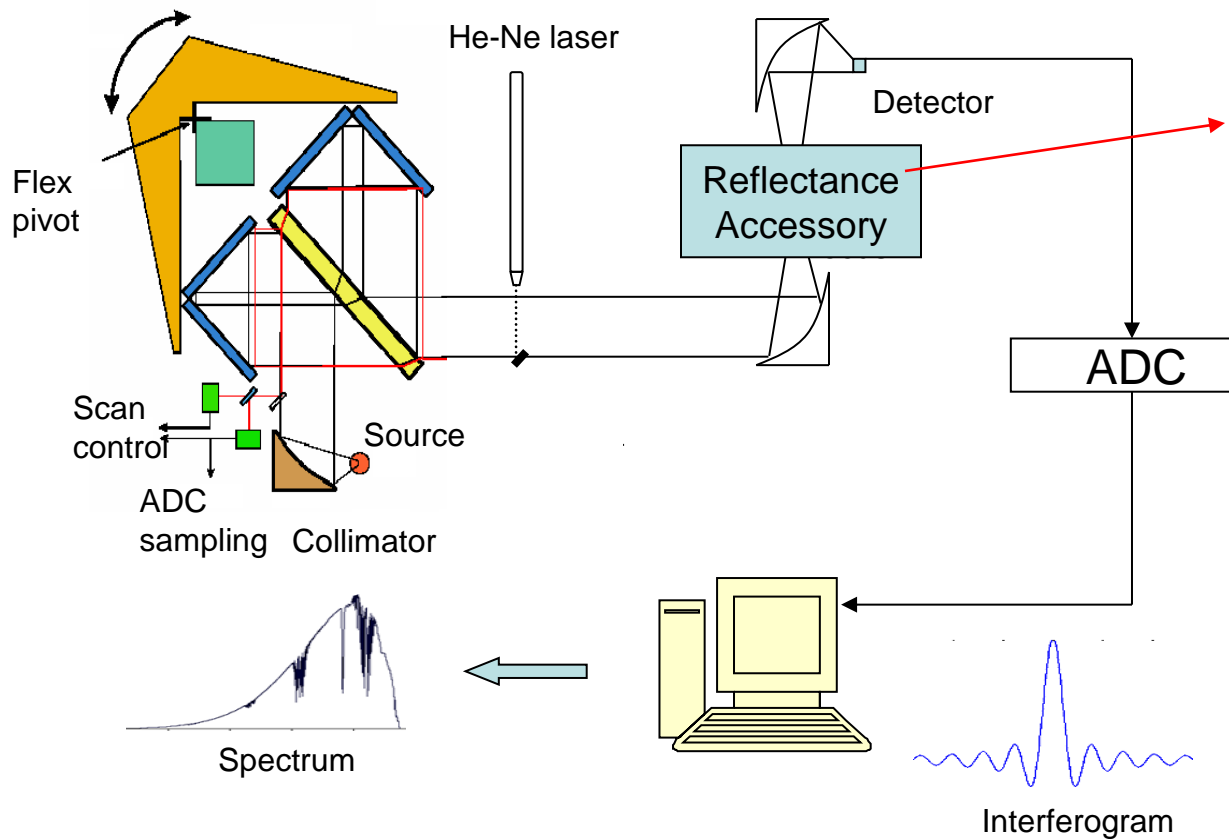 He-Ne laser
Detector
Flex
pivot
Reflectance
Accessory
ADC
Scan
control
Source
ADC
sampling
Collimator
Spectrum
Interferogram